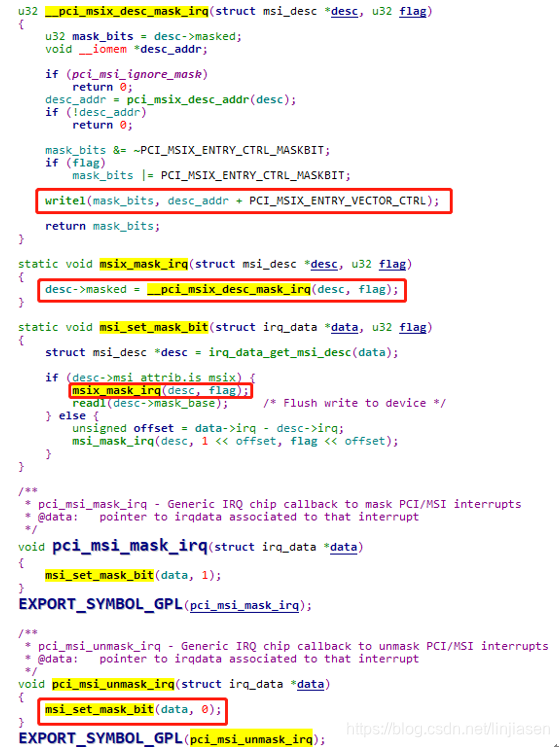 u32 __pci_msix_desc_mask_irq(struct msi_desc *desc, u32 flag)
{
    u32 mask_bits = desc->masked;
    void __iomem *desc_addr;

    if (pci_msi_ignore_mask)
        return 0;
    desc_addr = pci_msix_desc_addr(desc);
    if (!desc_addr)
        return 0;

    mask_bits &= ~PCI_MSIX_ENTRY_CTRL_MASKBIT;
    if (flag)
        mask_bits |= PCI_MSIX_ENTRY_CTRL_MASKBIT;

    writel(mask_bits, desc_addr + PCI_MSIX_ENTRY_VECTOR_CTRL);

    return mask_bits;
}

static void msix_mask_irq(struct msi_desc *desc, u32 flag)
{
    desc->masked = __pci_msix_desc_mask_irq(desc, flag);
}

static void msi_set_mask_bit(struct irq_data *data, u32 flag)
{
    struct msi_desc *desc = irq_data_get_msi_desc(data);

    if (desc->msi_attrib.is_msix) {
        msix_mask_irq(desc, flag);
        readl(desc->mask_base);     /* Flush write to device */
    } else {
        unsigned offset = data->irq - desc->irq;
        msi_mask_irq(desc, 1 << offset, flag << offset);
    }
}

/**
 * pci_msi_mask_irq - Generic IRQ chip callback to mask PCI/MSI interrupts
 * @data:   pointer to irqdata associated to that interrupt
 */
void pci_msi_mask_irq(struct irq_data *data)
{
    msi_set_mask_bit(data, 1);
}
EXPORT_SYMBOL_GPL(pci_msi_mask_irq);

/**
 * pci_msi_unmask_irq - Generic IRQ chip callback to unmask PCI/MSI interrupts
 * @data:   pointer to irqdata associated to that interrupt
 */
void pci_msi_unmask_irq(struct irq_data *data)
{
    msi_set_mask_bit(data, 0);
}
https://blog.csdn.net/linjiasen
EXPORT_SYMBOL_GPL(pci_msi_unmask_irq);